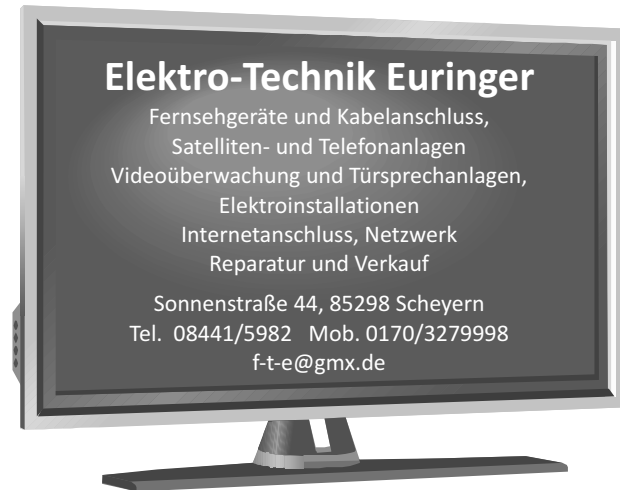 Elektro-Technik Euringer
Fernsehgeräte und Kabelanschluss,
Satelliten- und Telefonanlagen
Videoüberwachung und Türsprechanlagen,
Elektroinstallationen
Internetanschluss, Netzwerk
Reparatur und Verkauf
Sonnenstraße 44, 85298 Scheyern
Tel. 08441/5982 Mob. 0170/3279998
f-t-e@gmx.de